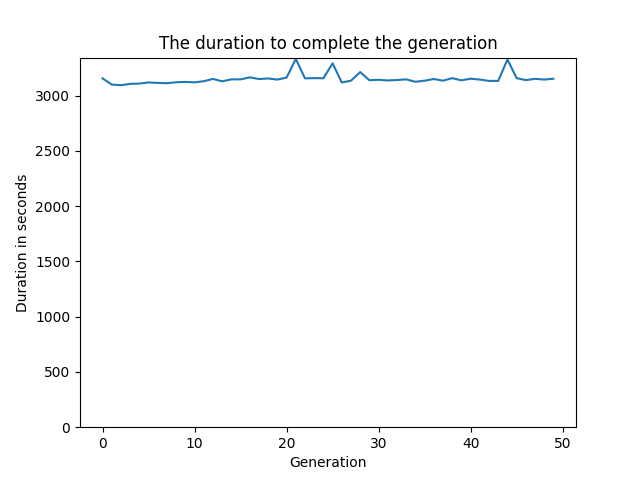 The duration to complete the generation
3000
2500
2000
1500
1000
500
0
Duration in seconds
0 10 20 30 40 50
Generation